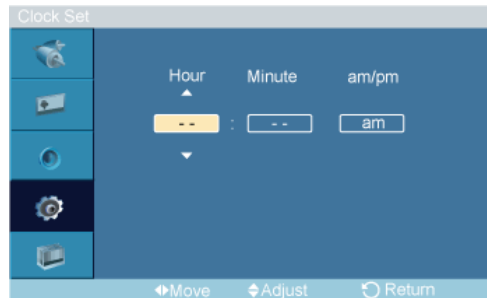 Clock Set
Hour Minute am/pm
- - : - - am
Move Adjust Return